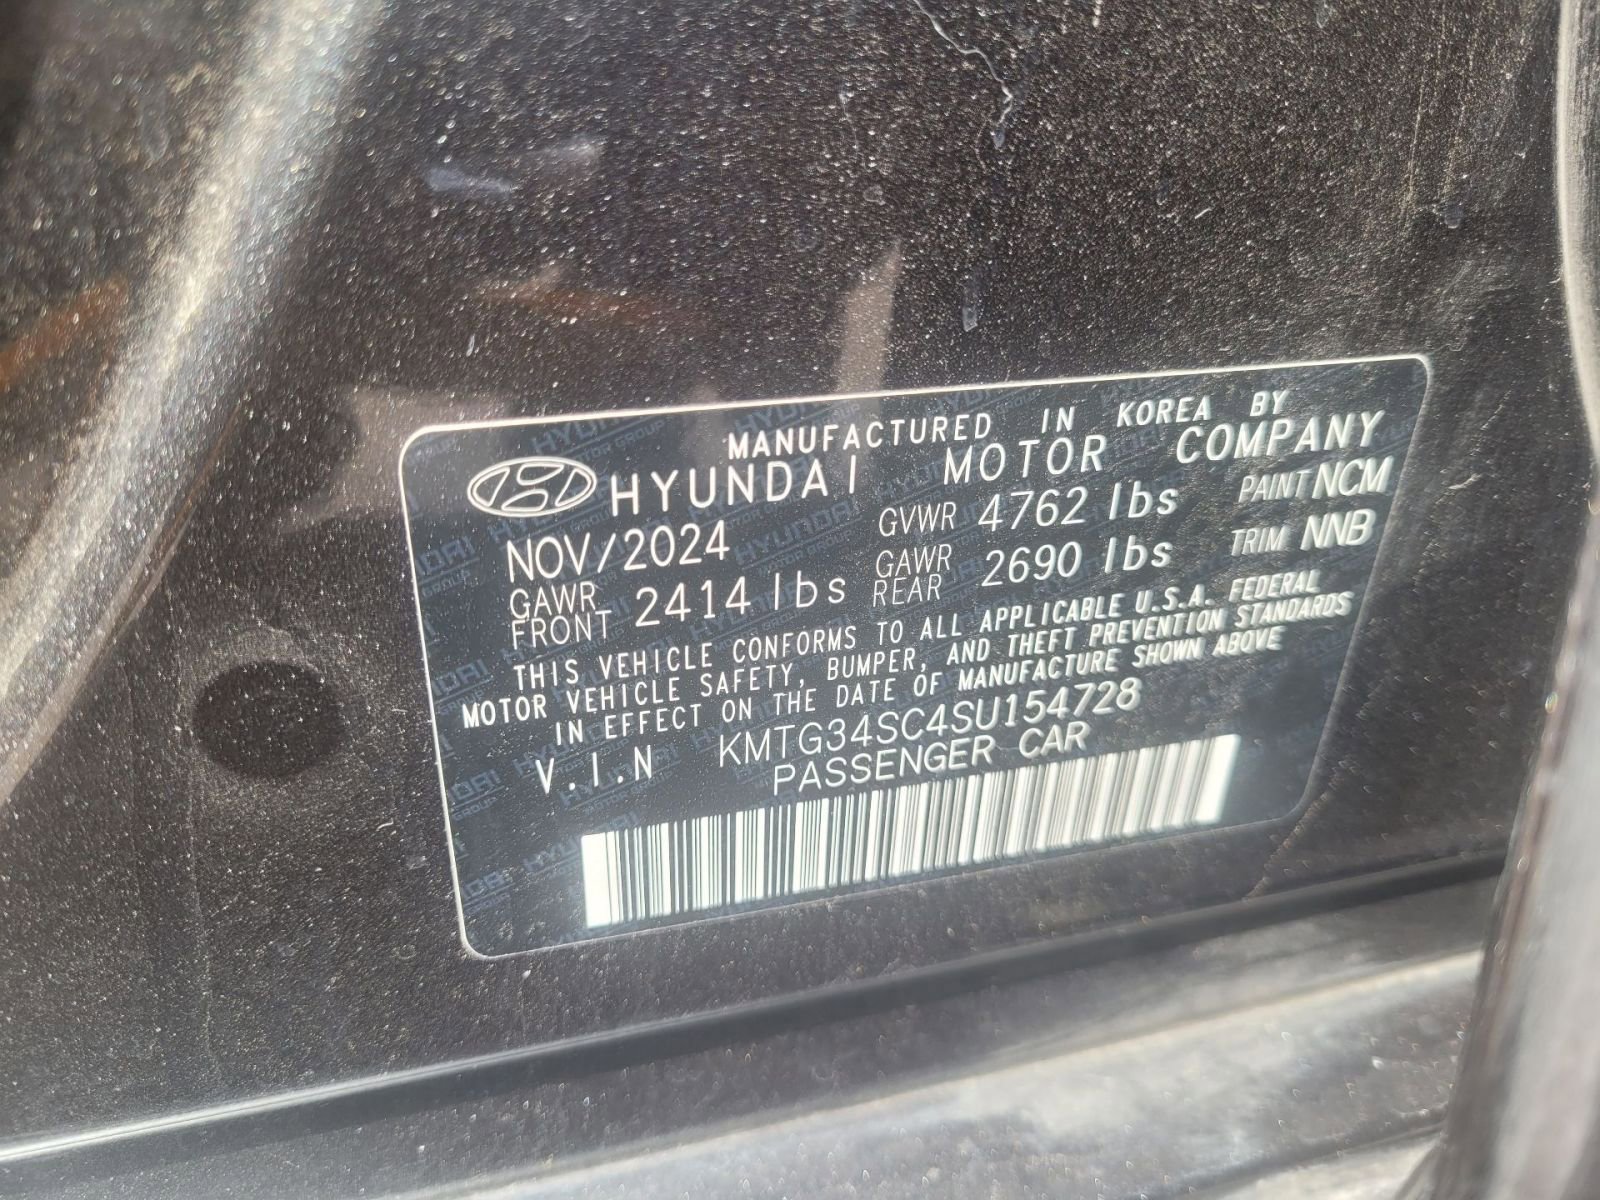 MANUFACTURED IN KOREA BY
HYUNDAI MOTOR COMPANY
NOV/2024 GVWR 4762 lbs PAINT NCM
GAWR FRONT 2414 lbs GAWR REAR 2690 lbs TRIM NNB
THIS VEHICLE CONFORMS TO ALL APPLICABLE U.S.A. FEDERAL
MOTOR VEHICLE SAFETY, BUMPER, AND THEFT PREVENTION STANDARDS
IN EFFECT ON THE DATE OF MANUFACTURE SHOWN ABOVE
V.I.N KMTG34SC4SU154728
PASSENGER CAR